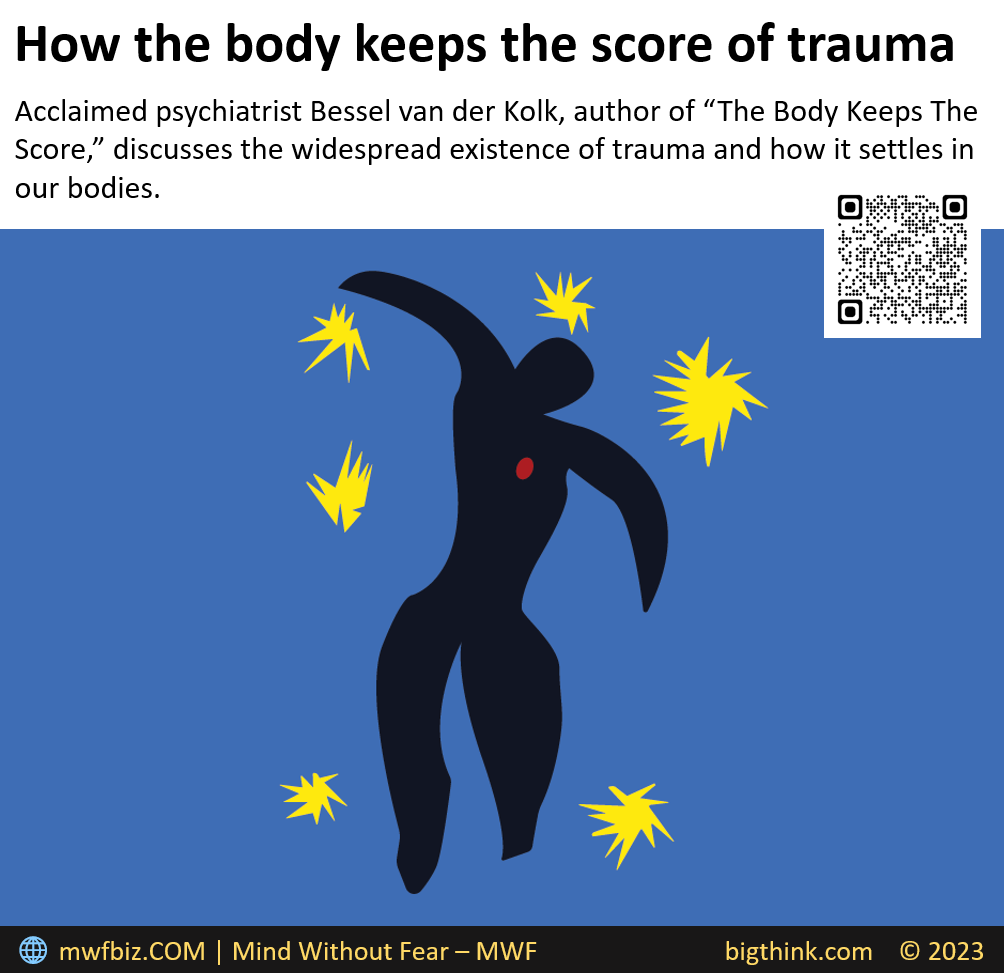 How the body keeps the score of trauma
Acclaimed psychiatrist Bessel van der Kolk, author of “The Body Keeps The
Score,” discusses the widespread existence of trauma and how it settles in
our bodies.
mwfbiz.COM | Mind Without Fear – MWF bigthink.com © 2023